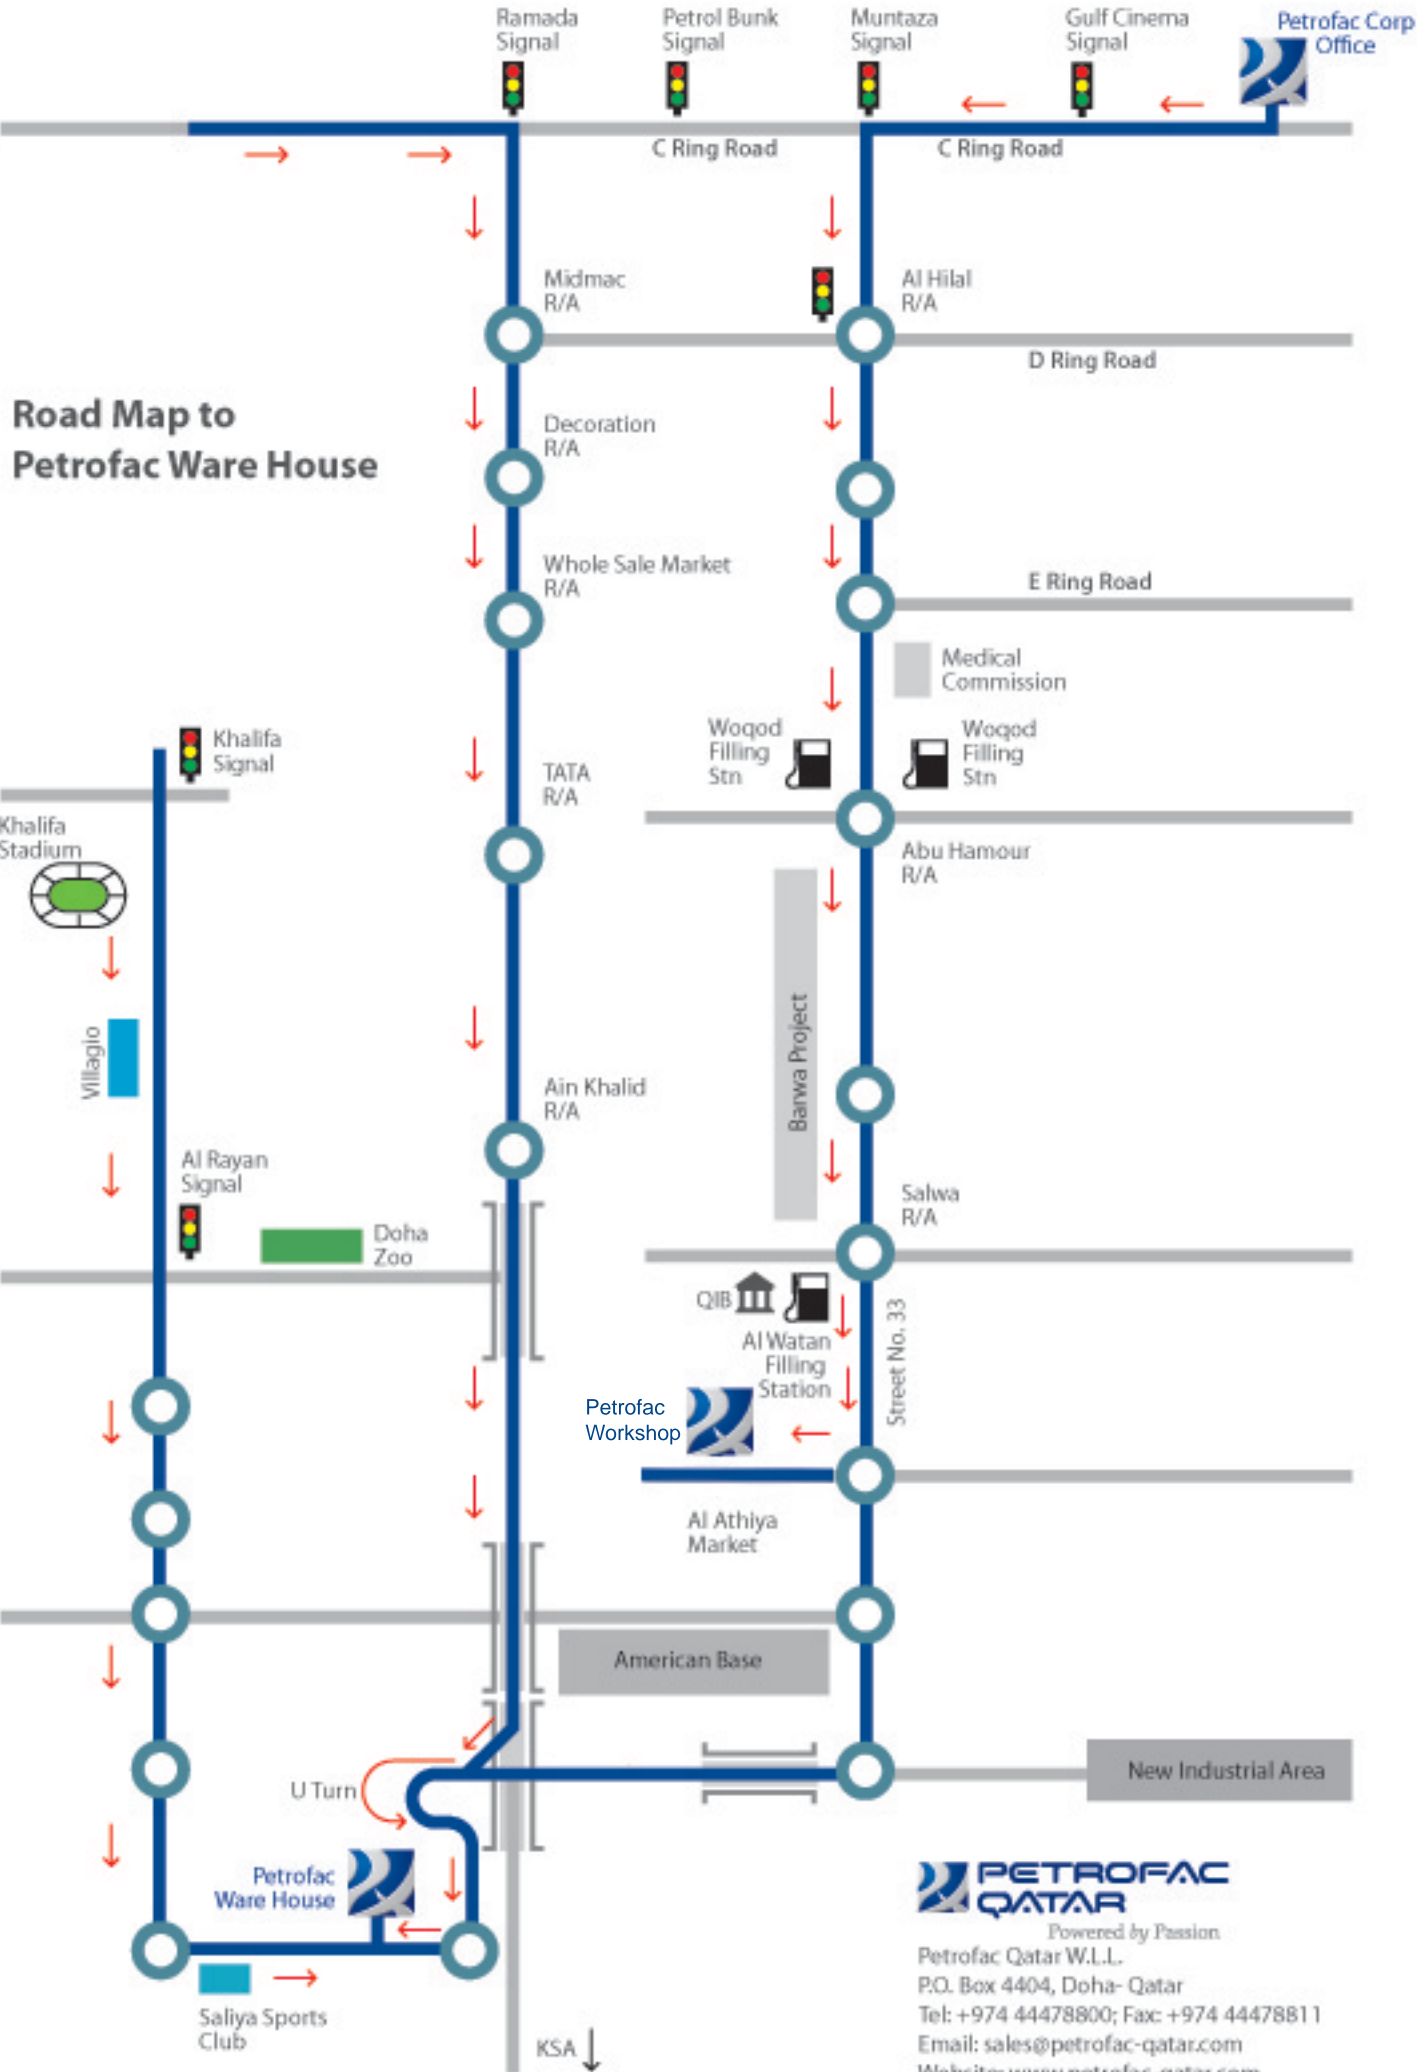 Ramada
Signal
Petrol Bunk
Signal
Muntaza
Signal
Gulf Cinema
Signal
Petrofac Corp
Office
C Ring Road
C Ring Road
Midmac
R/A
Al Hilal
R/A
D Ring Road
Road Map to
Petrofac Ware House
Decoration
R/A
Whole Sale Market
R/A
E Ring Road
Medical
Commission
Khalifa
Signal
Woqod
Filling
Stn
Woqod
Filling
Stn
TATA
R/A
Khalifa
Stadium
Abu Hamour
R/A
Villagio
Barwa Project
Ain Khalid
R/A
Al Rayan
Signal
Salwa
R/A
Doha
Zoo
QIB
Al Watan
Filling
Station
Street No. 33
Petrofac
Workshop
Al Athiya
Market
American Base
U Turn
New Industrial Area
Petrofac
Ware House
PETROFAC
QATAR
Powered by Passion
Petrofac Qatar W.L.L.
P.O. Box 4404, Doha- Qatar
Tel: +974 44478800; Fax: +974 44478811
Email: sales@petrofac-qatar.com
Website: www.petrofac-qatar.com
Saliya Sports
Club
KSA